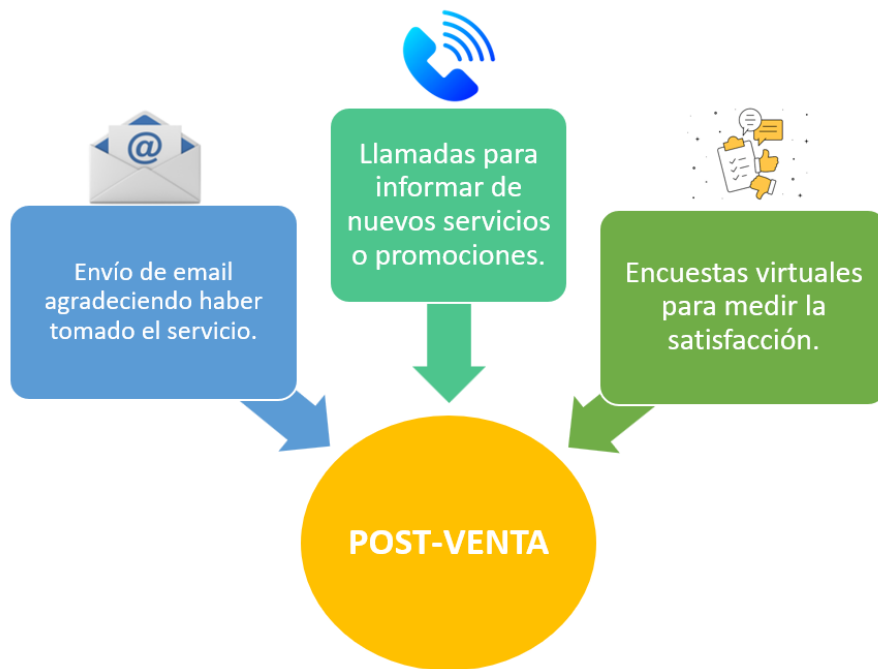 @
Llamadas para
informar de
nuevos servicios
o promociones.
Envío de email
agradeciendo haber
tomado el servicio.
Encuestas virtuales
para medir la
satisfacción.
POST-VENTA